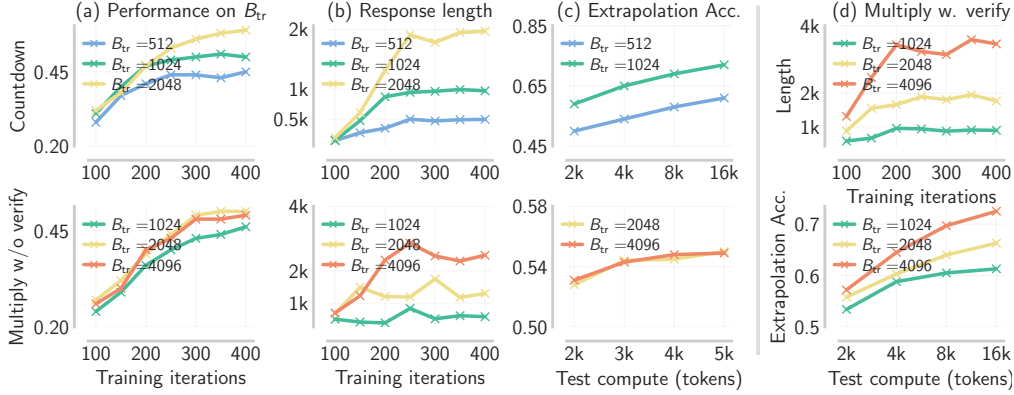 (a) Performance on B_tr
(b) Response length
(c) Extrapolation Acc.
(d) Multiply w. verify
Countdown
0.45
0.20
B_tr=512
B_tr=1024
B_tr=2048
100 200 300 400
2k
1k
0.5k
B_tr=512
B_tr=1024
B_tr=2048
100 200 300 400
0.85
0.65
0.45
B_tr=512
B_tr=1024
2k 4k 8k 16k
Length
4k
2k
1k
B_tr=1024
B_tr=2048
B_tr=4096
100 200 300 400
Training iterations
Multiply w/o verify
0.45
0.20
B_tr=1024
B_tr=2048
B_tr=4096
100 200 300 400
Training iterations
4k
2k
1k
B_tr=1024
B_tr=2048
B_tr=4096
100 200 300 400
Training iterations
0.58
0.54
0.50
B_tr=2048
B_tr=4096
2k 3k 4k 5k
Test compute (tokens)
Extrapolation Acc.
0.7
0.6
0.5
B_tr=1024
B_tr=2048
B_tr=4096
2k 4k 8k 16k
Test compute (tokens)